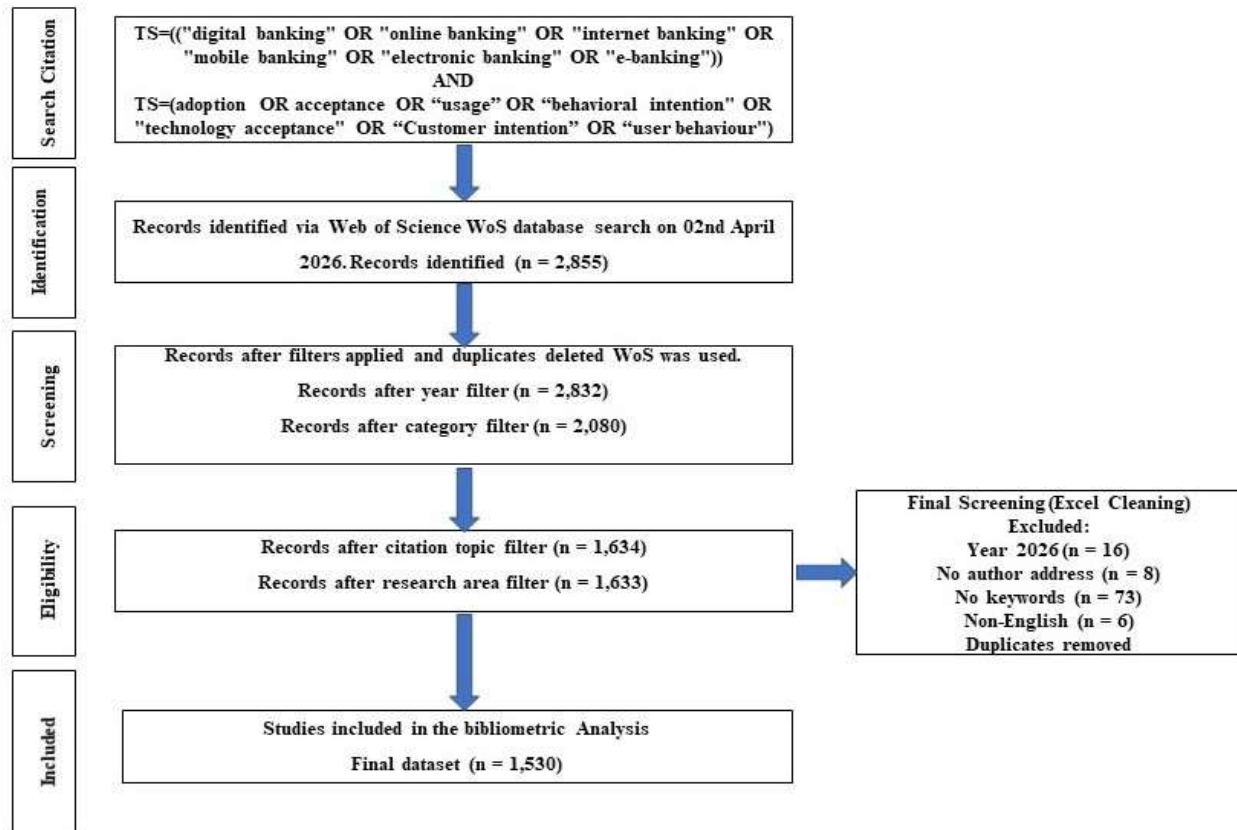 Search Citation
TS=(("digital banking" OR "online banking" OR "internet banking" OR
"mobile banking" OR "electronic banking" OR "e-banking"))
AND
TS=(adoption OR acceptance OR “usage” OR “behavioral intention" OR
"technology acceptance" OR “Customer intention” OR “user behaviour”)
Identification
Records identified via Web of Science WoS database search on 02nd April
2026.Records identified (n = 2,855)
Screening
Records after filters applied and duplicates deleted WoS was used.
Records after year filter (n = 2,832)
Records after category filter (n = 2,080)
Eligibility
Records after citation topic filter (n = 1,634)
Records after research area filter (n = 1,633)
Final Screening (Excel Cleaning)
Excluded:
Year 2026 (n = 16)
No author address (n = 8)
No keywords (n = 73)
Non-English (n = 6)
Duplicates removed
Included
Studies included in the bibliometric Analysis
Final dataset (n = 1,530)